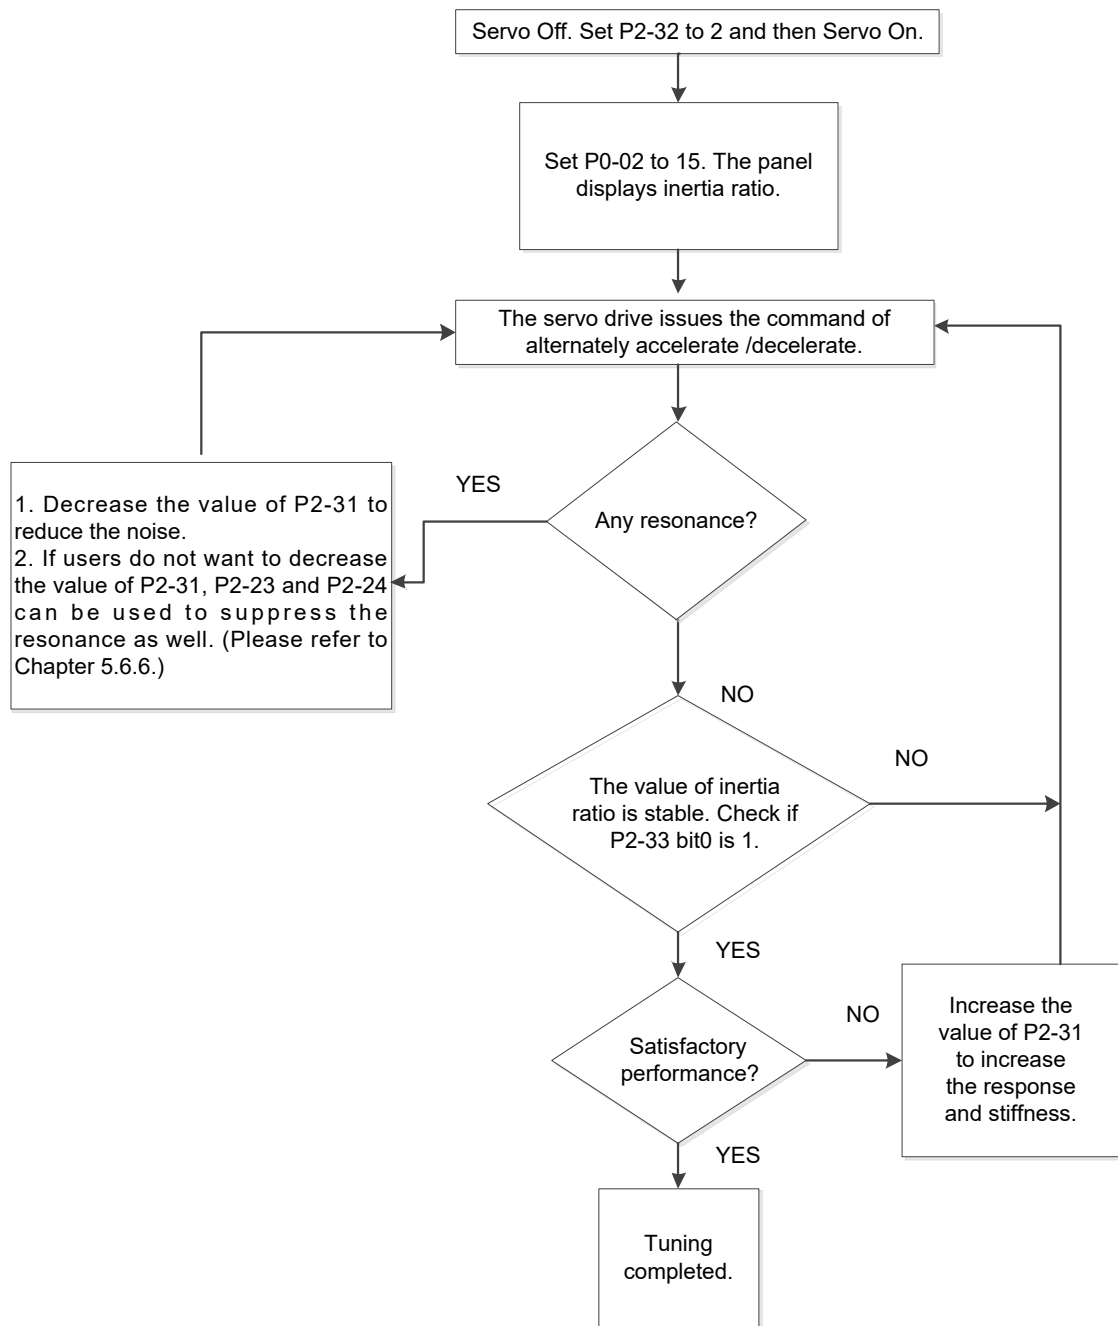 Servo Off. Set P2-32 to 2 and then Servo On.
Set P0-02 to 15. The panel
displays inertia ratio.
The servo drive issues the command of
alternately accelerate /decelerate.
YES
Any resonance?
1. Decrease the value of P2-31 to
reduce the noise.
2. If users do not want to decrease
the value of P2-31, P2-23 and P2-24
can be used to suppress the
resonance as well. (Please refer to
Chapter 5.6.6.)
NO
NO
The value of inertia
ratio is stable. Check if
P2-33 bit0 is 1.
YES
NO
Satisfactory
performance?
Increase the
value of P2-31
to increase
the response
and stiffness.
YES
Tuning
completed.